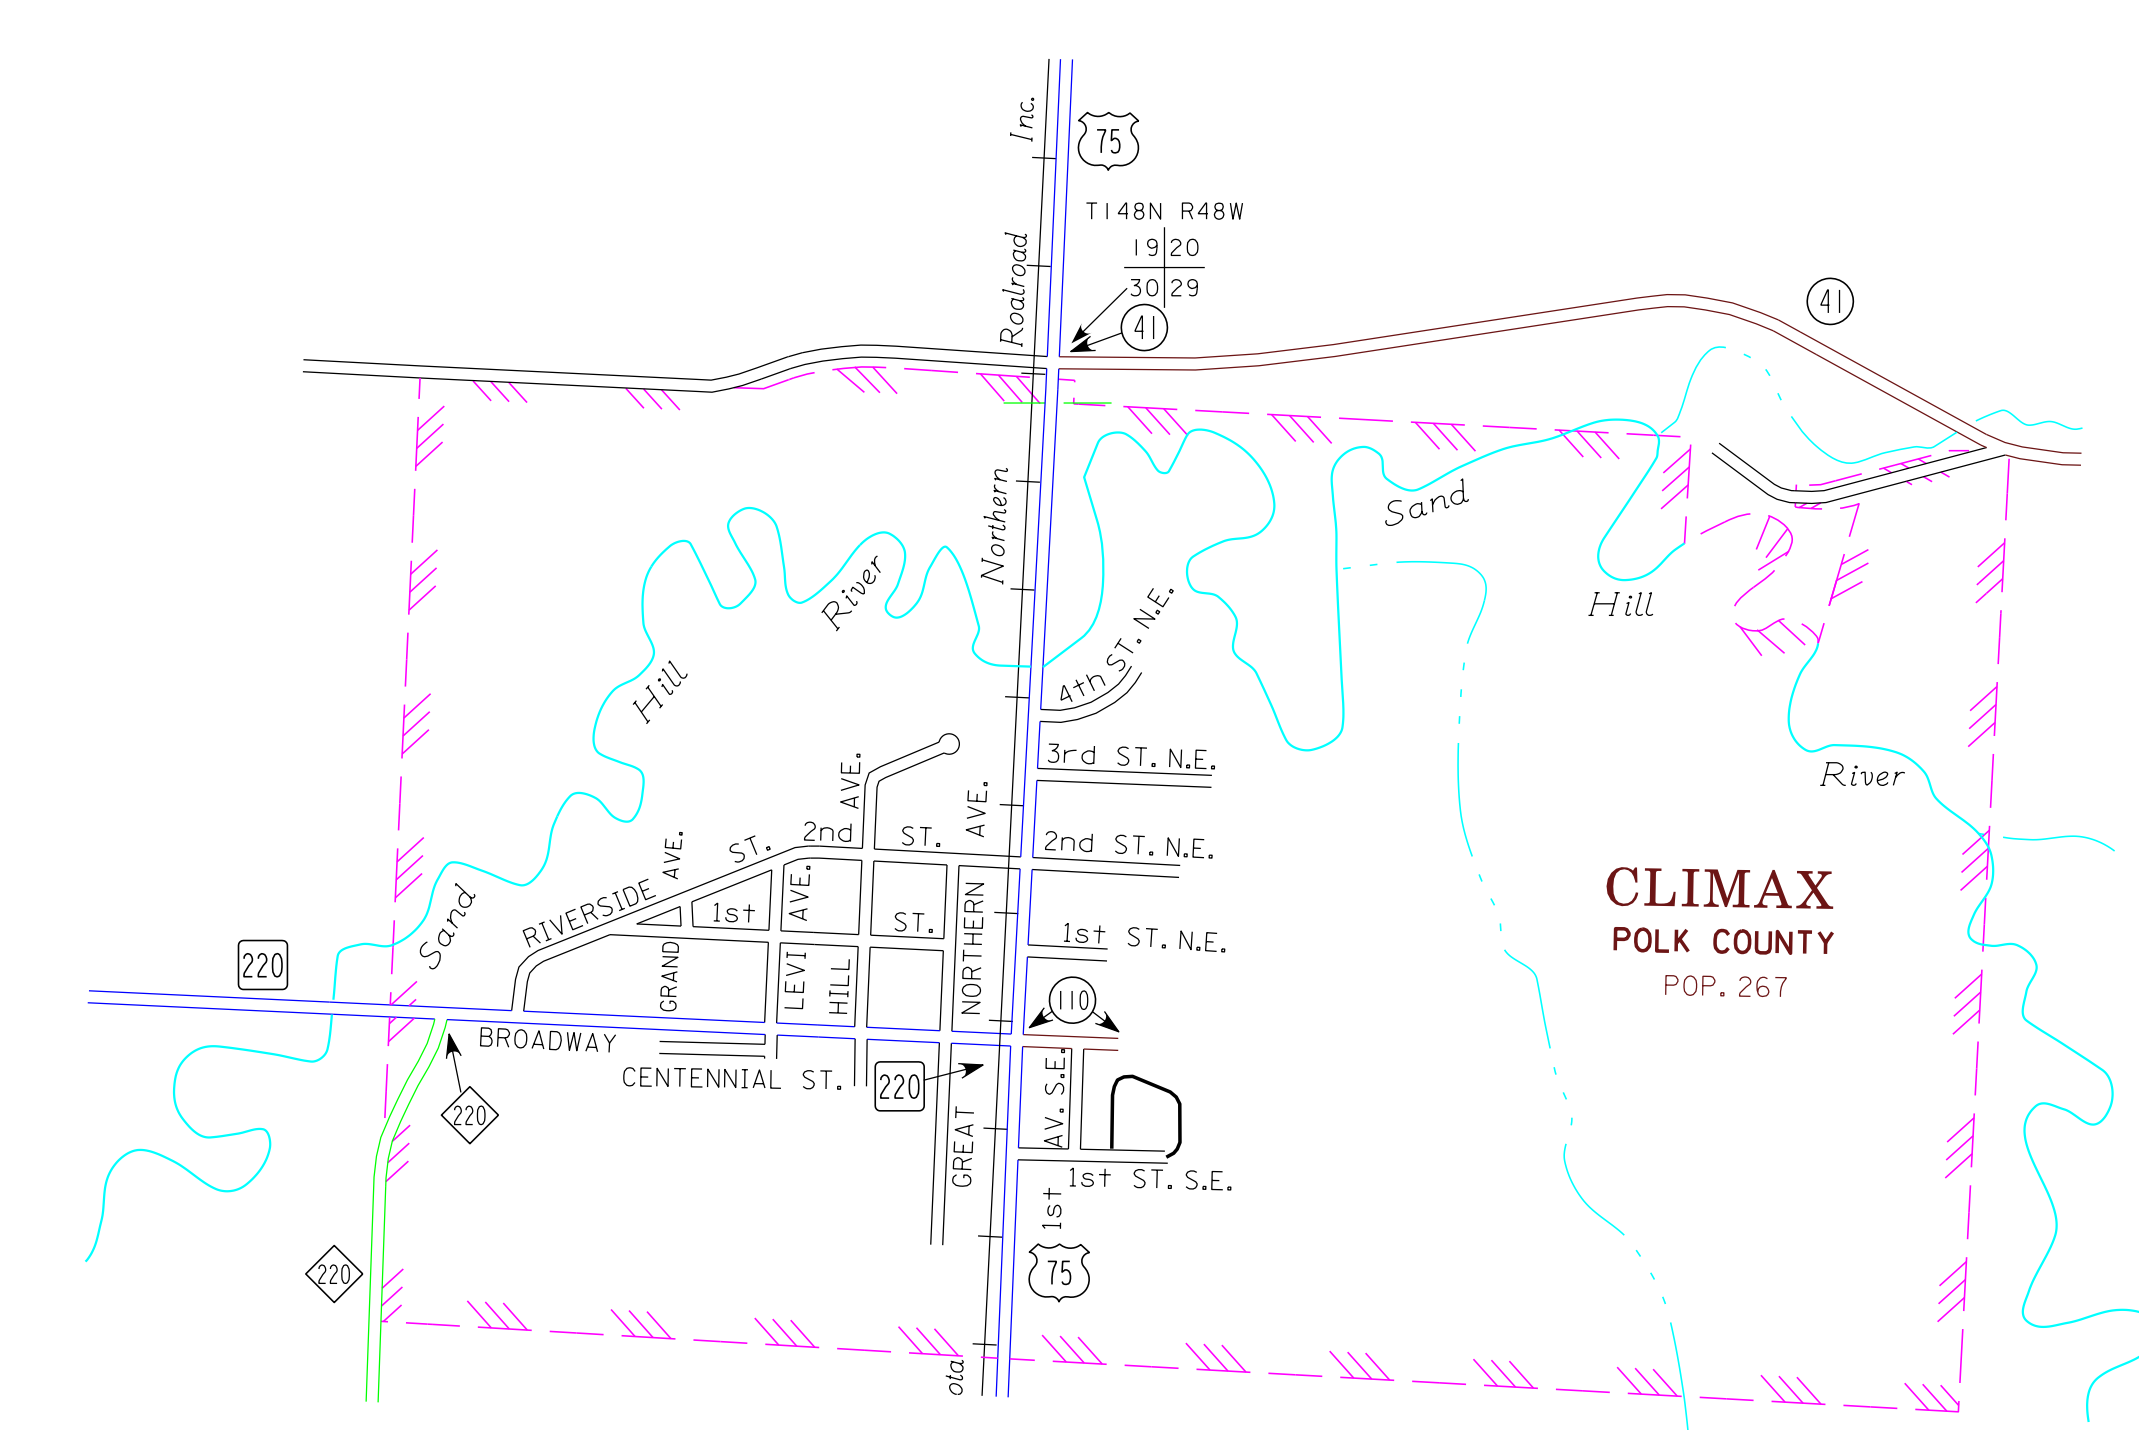 Inc.
75
T148N R48W
19 20
30 29
41
41
Roalroad
Northern
Sand
Hill
River
River
Hill
Sand
4th ST. N.E.
3rd ST. N.E.
2nd ST. N.E.
1st ST. N.E.
AVE.
AVE.
2nd ST.
RIVERSIDE ST.
GRAND AVE.
1st ST.
LEVI AVE.
HILL
GREAT NORTHERN
CLIMAX
POLK COUNTY
POP. 267
220
110
BROADWAY
CENTENNIAL ST.
220
220
1st AV. S.E.
1st ST. S.E.
220
75
ota